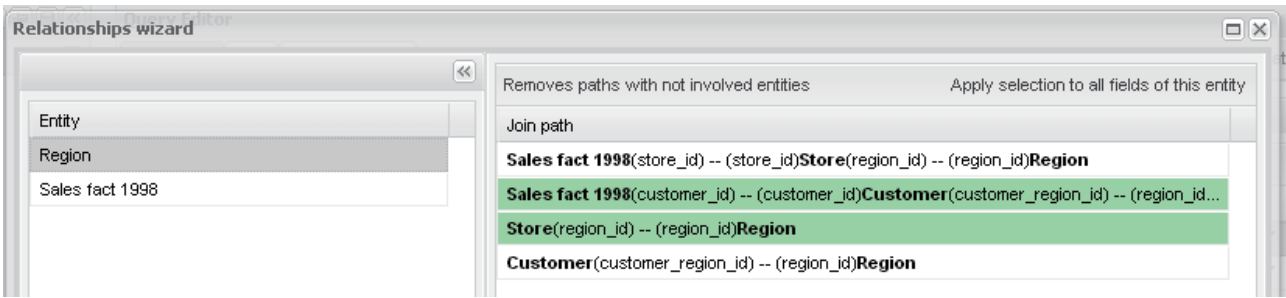 Query Editor
Relationships wizard
Removes paths with not involved entities
Apply selection to all fields of this entity
Entity
Region
Sales fact 1998
Join path
Sales fact 1998(store_id) -- (store_id)Store(region_id) -- (region_id)Region
Sales fact 1998(customer_id) -- (customer_id)Customer(customer_region_id) -- (region_id...
Store(region_id) -- (region_id)Region
Customer(customer_region_id) -- (region_id)Region